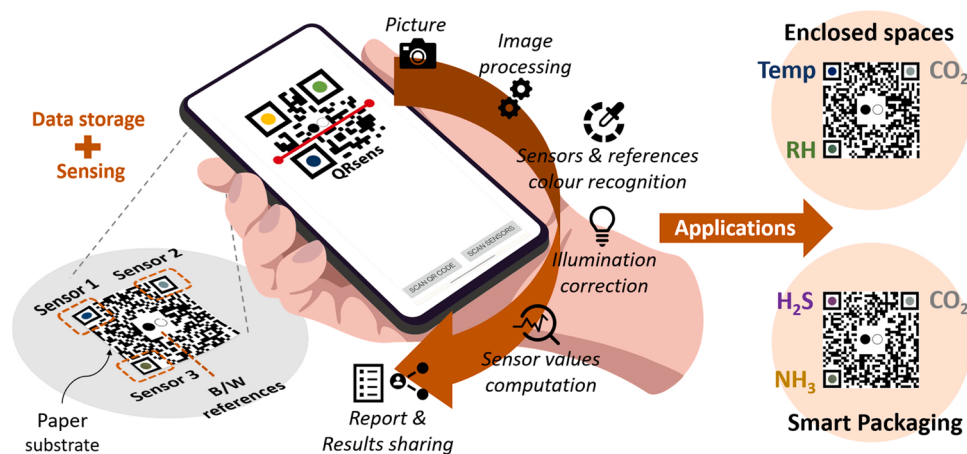 Data storage
+
Sensing
Sensor 1
Sensor 2
Sensor 3
B/W
references
Paper
substrate
QRsens
SCAN QR CODE
SCAN SENSORS
Picture
Image
processing
Sensors & references
colour recognition
Illumination
correction
Sensor values
computation
Report &
Results sharing
Applications
Enclosed spaces
Temp
CO₂
RH
H₂S
CO₂
NH₃
Smart Packaging